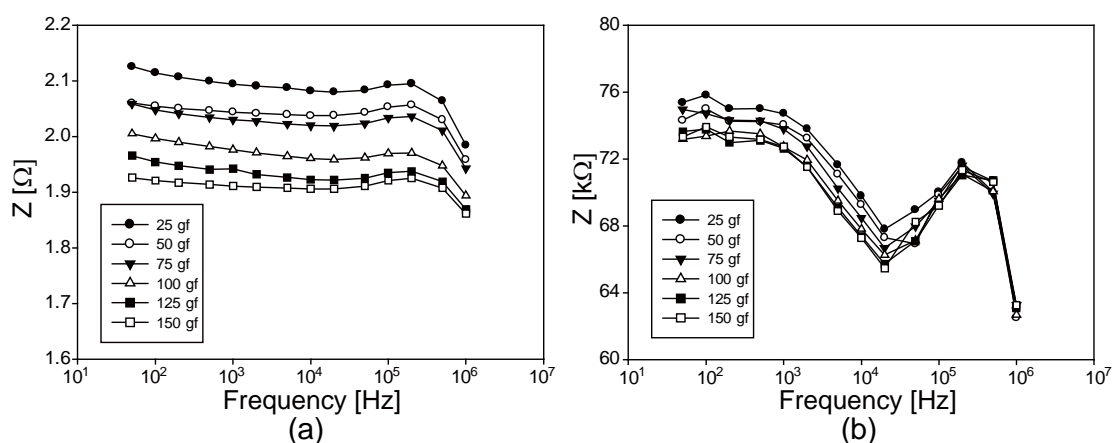 2.2
2.1
2.0
1.9
1.8
1.7
1.6
Z [Ω]
25 gf
50 gf
75 gf
100 gf
125 gf
150 gf
10¹ 10² 10³ 10⁴ 10⁵ 10⁶ 10⁷
Frequency [Hz]
(a)
80
76
72
68
64
60
Z [kΩ]
25 gf
50 gf
75 gf
100 gf
125 gf
150 gf
10¹ 10² 10³ 10⁴ 10⁵ 10⁶ 10⁷
Frequency [Hz]
(b)